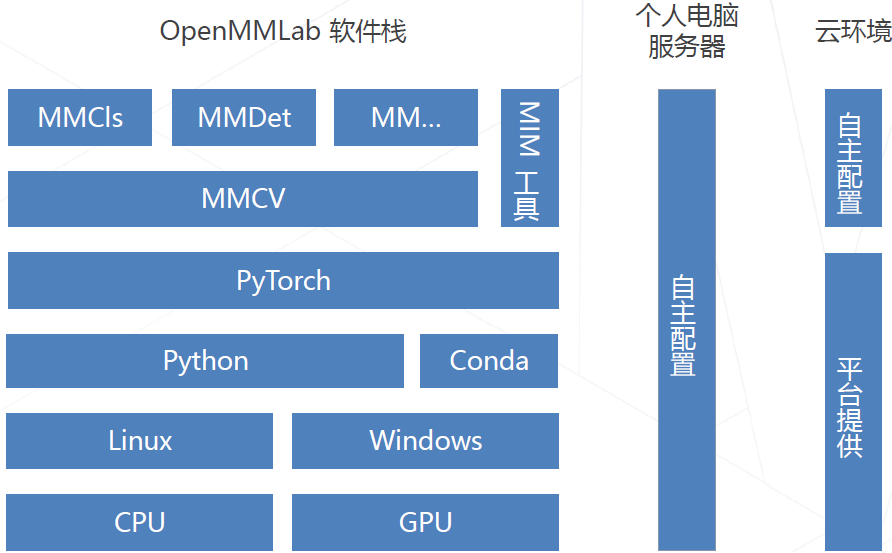 OpenMMLab 软件栈
个人电脑
服务器
云环境
MMCls
MMDet
MM...
MIM 工具
MMCV
PyTorch
Python
Conda
Linux
Windows
CPU
GPU
自主配置
自主配置
平台提供